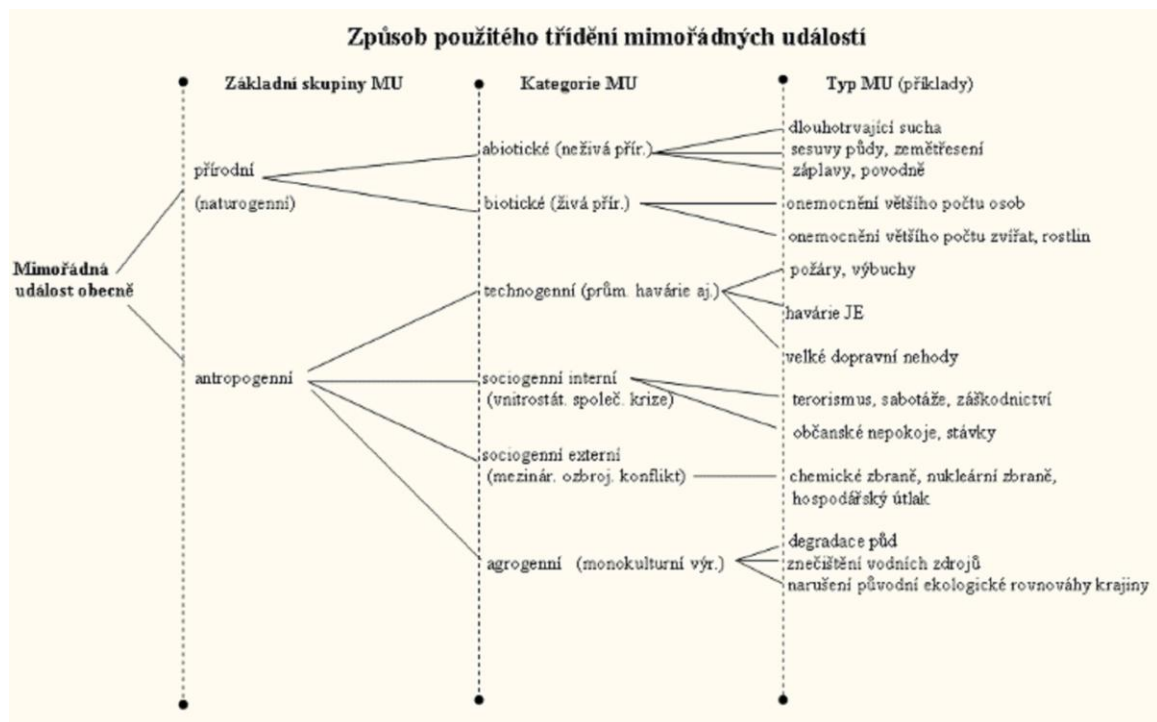 Způsob použitého třídění mimořádných událostí
Základní skupiny MU
Kategorie MU
Typ MU (příklady)
Mimořádná
událost obecně
přírodní
(naturogenní)
antropogenní
abiotické (neživá přír.)
biotické (živá přír.)
technogenní (prům. havárie aj.)
sociogenní interní
(vnitrostát. společ. krize)
sociogenní externí
(mezinár. ozbroj. konflikt)
agrogenní (monokulturní výr.)
dlouhotrvající sucha
sesuvy půdy, zemětřesení
záplavy, povodně
onemocnění většího počtu osob
onemocnění většího počtu zvířat, rostlin
požáry, výbuchy
havárie JE
velké dopravní nehody
terorismus, sabotáže, záškodnictví
občanské nepokoje, stávky
chemické zbraně, nukleární zbraně,
hospodářský útlak
degradace půd
znečištění vodních zdrojů
narušení původní ekologické rovnováhy krajiny